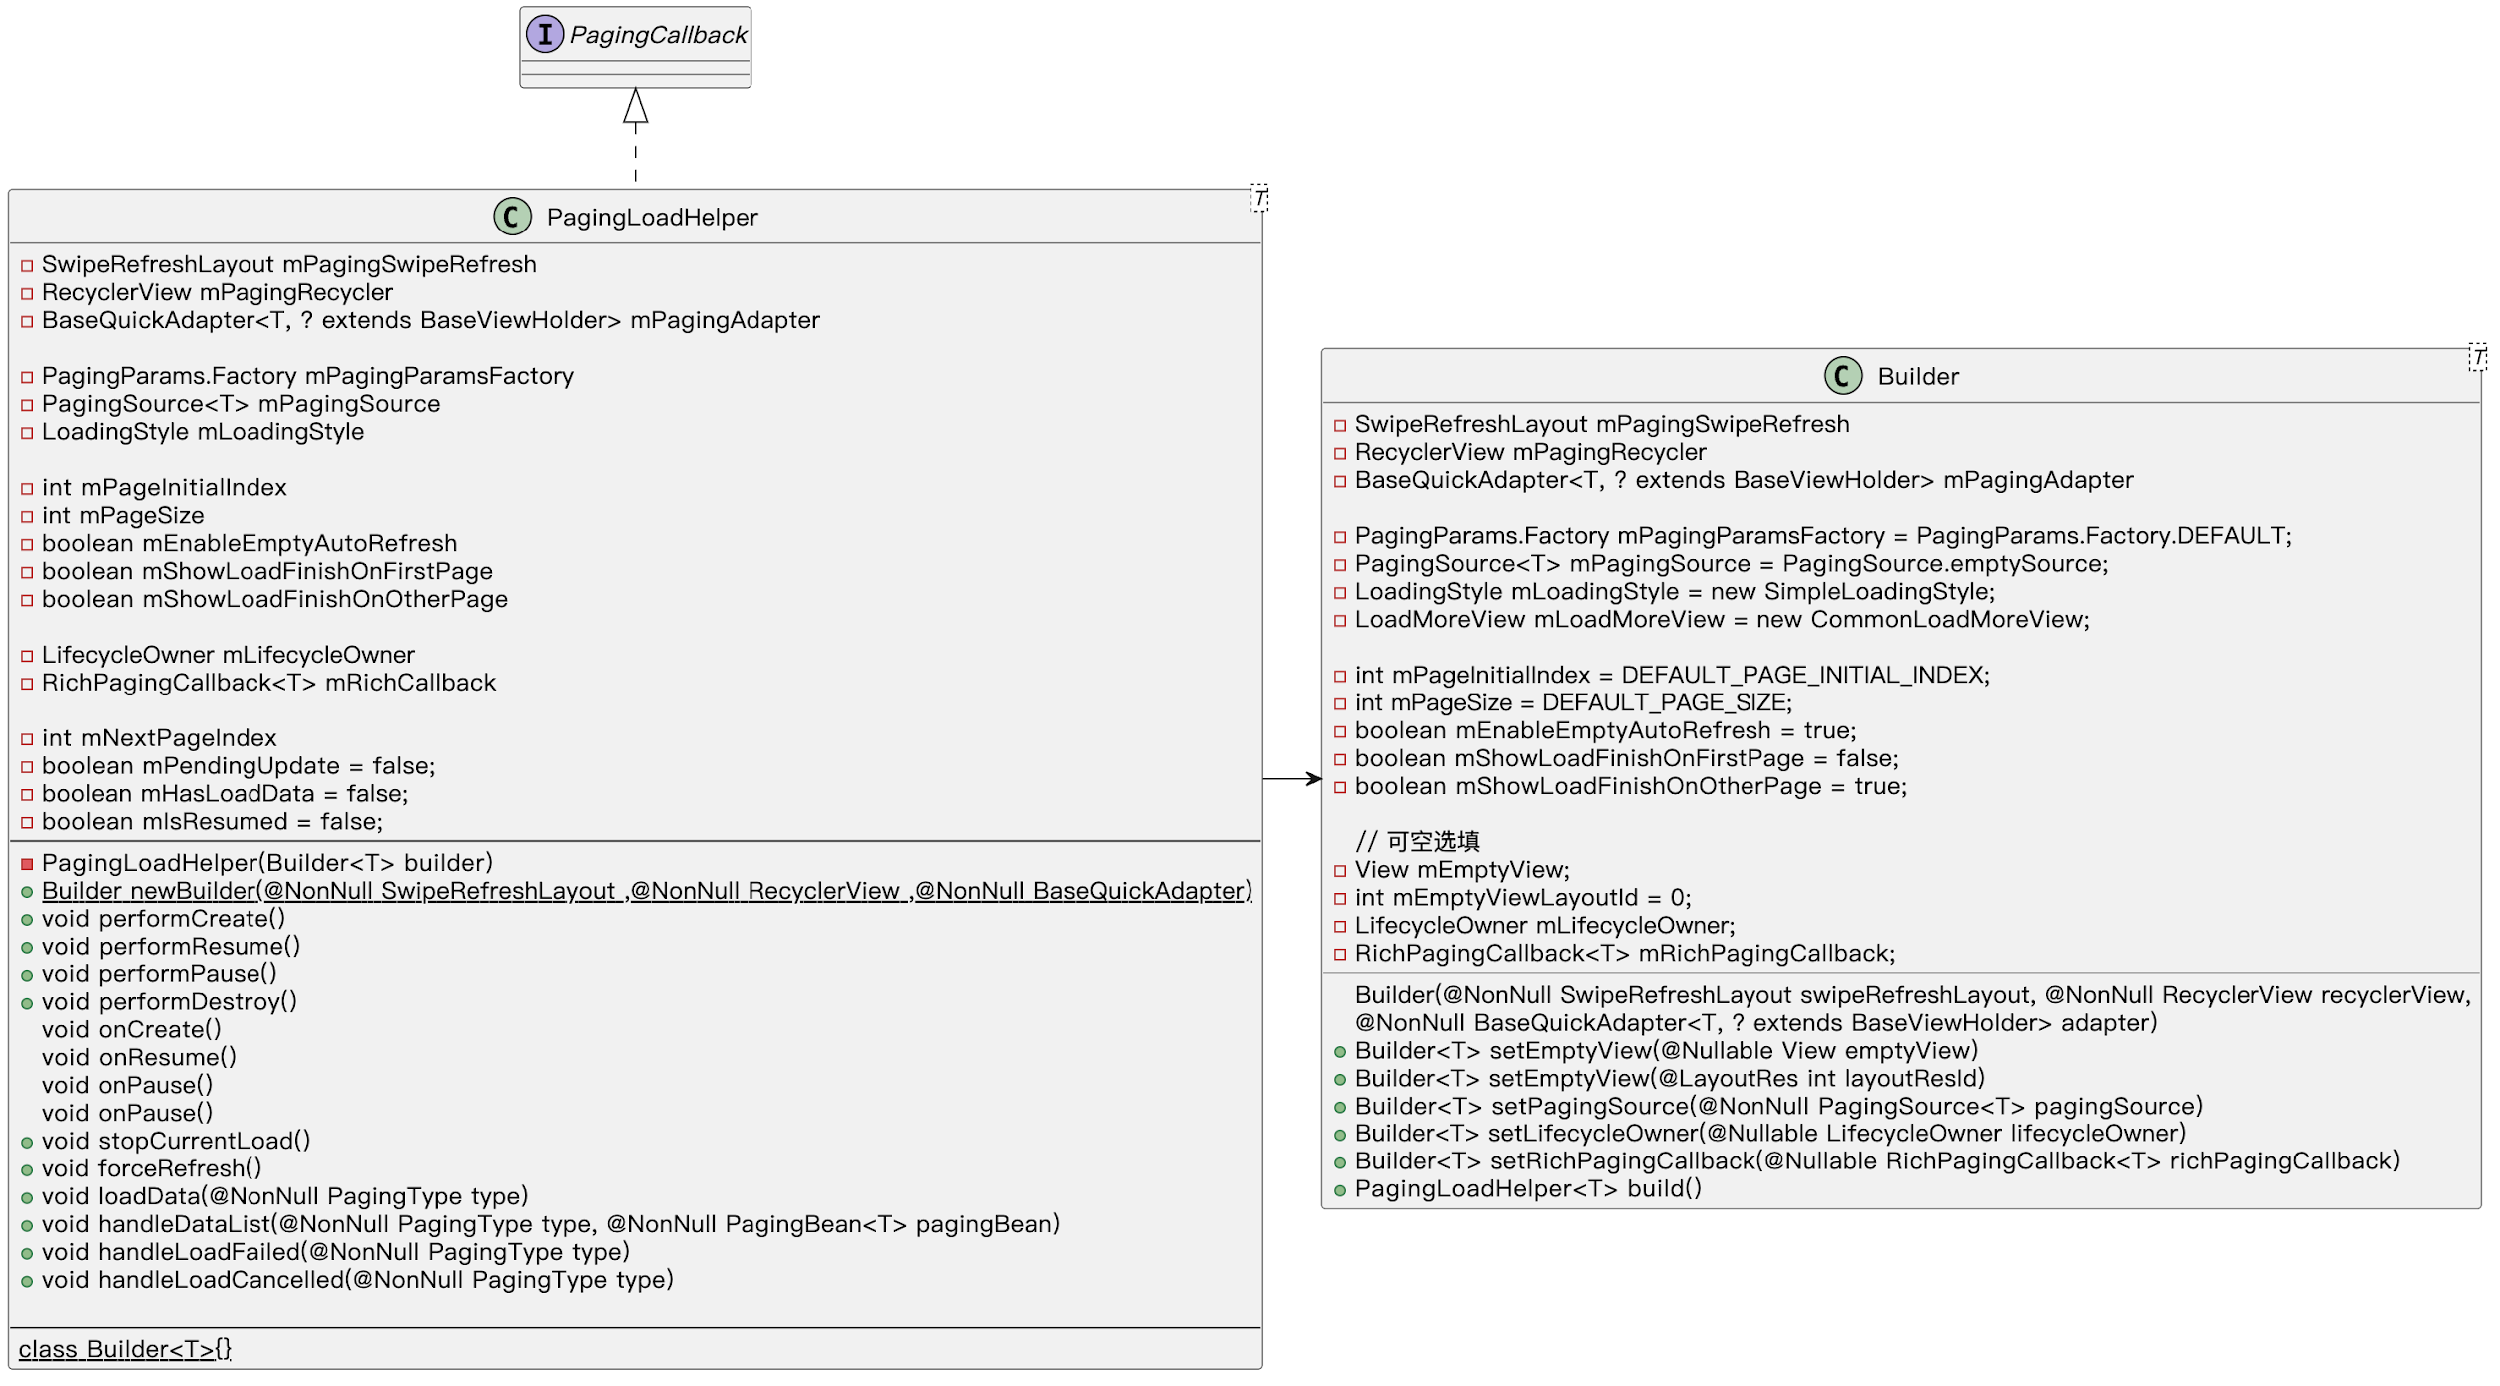 I PagingCallback
T
C PagingLoadHelper
SwipeRefreshLayout mPagingSwipeRefresh
RecyclerView mPagingRecycler
BaseQuickAdapter<T, ? extends BaseViewHolder> mPagingAdapter
PagingParams.Factory mPagingParamsFactory
PagingSource<T> mPagingSource
LoadingStyle mLoadingStyle
int mPageInitialIndex
int mPageSize
boolean mEnableEmptyAutoRefresh
boolean mShowLoadFinishOnFirstPage
boolean mShowLoadFinishOnOtherPage
LifecycleOwner mLifecycleOwner
RichPagingCallback<T> mRichCallback
int mNextPageIndex
boolean mPendingUpdate = false;
boolean mHasLoadData = false;
boolean mIsResumed = false;
PagingLoadHelper(Builder<T> builder)
Builder newBuilder(@NonNull SwipeRefreshLayout ,@NonNull RecyclerView ,@NonNull BaseQuickAdapter)
void performCreate()
void performResume()
void performPause()
void performDestroy()
void onCreate()
void onResume()
void onPause()
void onPause()
void stopCurrentLoad()
void forceRefresh()
void loadData(@NonNull PagingType type)
void handleDataList(@NonNull PagingType type, @NonNull PagingBean<T> pagingBean)
void handleLoadFailed(@NonNull PagingType type)
void handleLoadCancelled(@NonNull PagingType type)
class Builder<T>{}
T
C Builder
SwipeRefreshLayout mPagingSwipeRefresh
RecyclerView mPagingRecycler
BaseQuickAdapter<T, ? extends BaseViewHolder> mPagingAdapter
PagingParams.Factory mPagingParamsFactory = PagingParams.Factory.DEFAULT;
PagingSource<T> mPagingSource = PagingSource.emptySource;
LoadingStyle mLoadingStyle = new SimpleLoadingStyle;
LoadMoreView mLoadMoreView = new CommonLoadMoreView;
int mPageInitialIndex = DEFAULT_PAGE_INITIAL_INDEX;
int mPageSize = DEFAULT_PAGE_SIZE;
boolean mEnableEmptyAutoRefresh = true;
boolean mShowLoadFinishOnFirstPage = false;
boolean mShowLoadFinishOnOtherPage = true;
// 可空选填
View mEmptyView;
int mEmptyViewLayoutId = 0;
LifecycleOwner mLifecycleOwner;
RichPagingCallback<T> mRichPagingCallback;
Builder(@NonNull SwipeRefreshLayout swipeRefreshLayout, @NonNull RecyclerView recyclerView,
@NonNull BaseQuickAdapter<T, ? extends BaseViewHolder> adapter)
Builder<T> setEmptyView(@Nullable View emptyView)
Builder<T> setEmptyView(@LayoutRes int layoutResId)
Builder<T> setPagingSource(@NonNull PagingSource<T> pagingSource)
Builder<T> setLifecycleOwner(@Nullable LifecycleOwner lifecycleOwner)
Builder<T> setRichPagingCallback(@Nullable RichPagingCallback<T> richPagingCallback)
PagingLoadHelper<T> build()